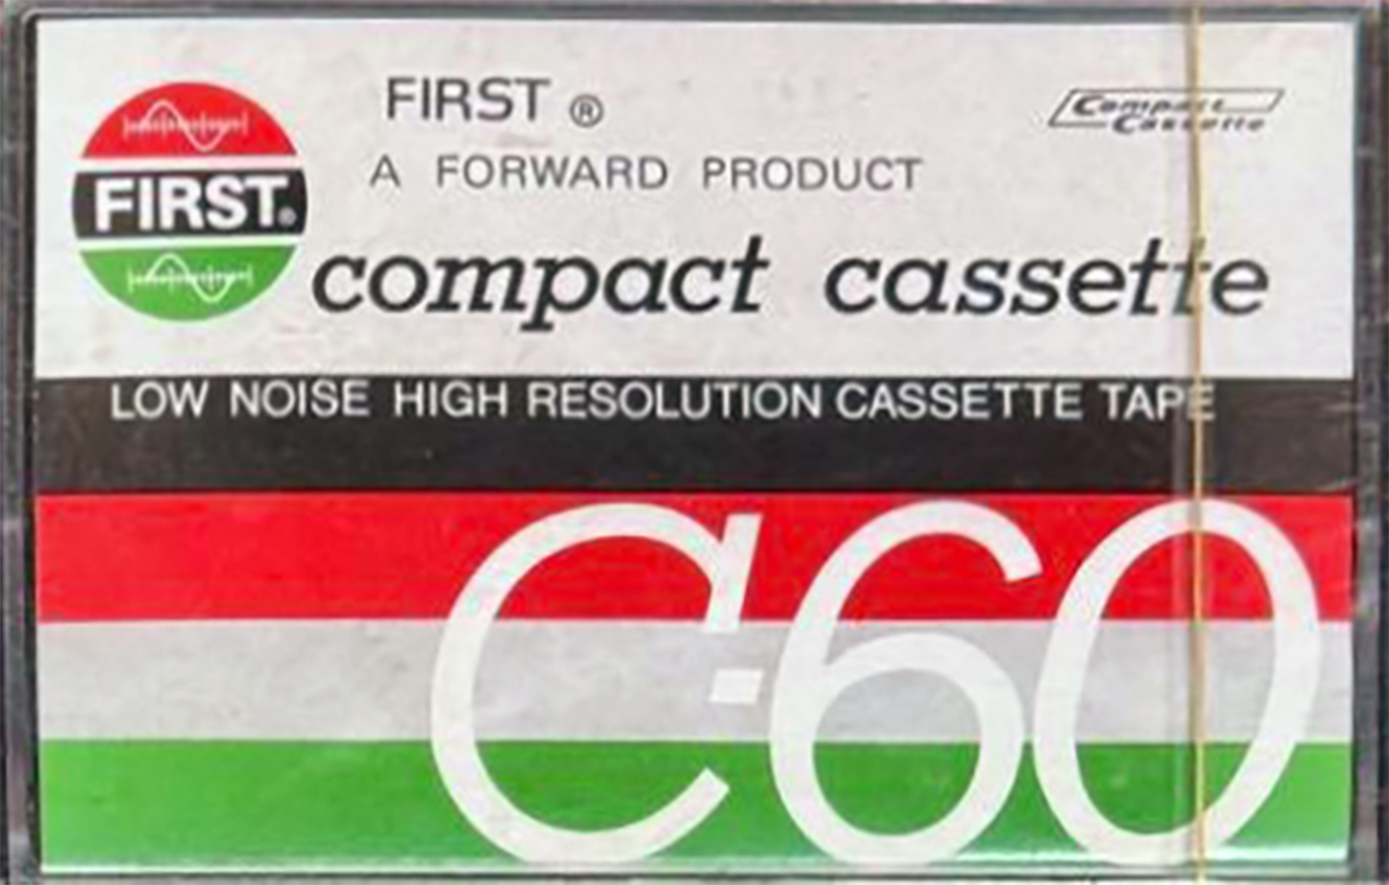 FIRST ®
A FORWARD PRODUCT
Compact
Cassette
FIRST.®
compact cassette
LOW NOISE HIGH RESOLUTION CASSETTE TAPE
C-60